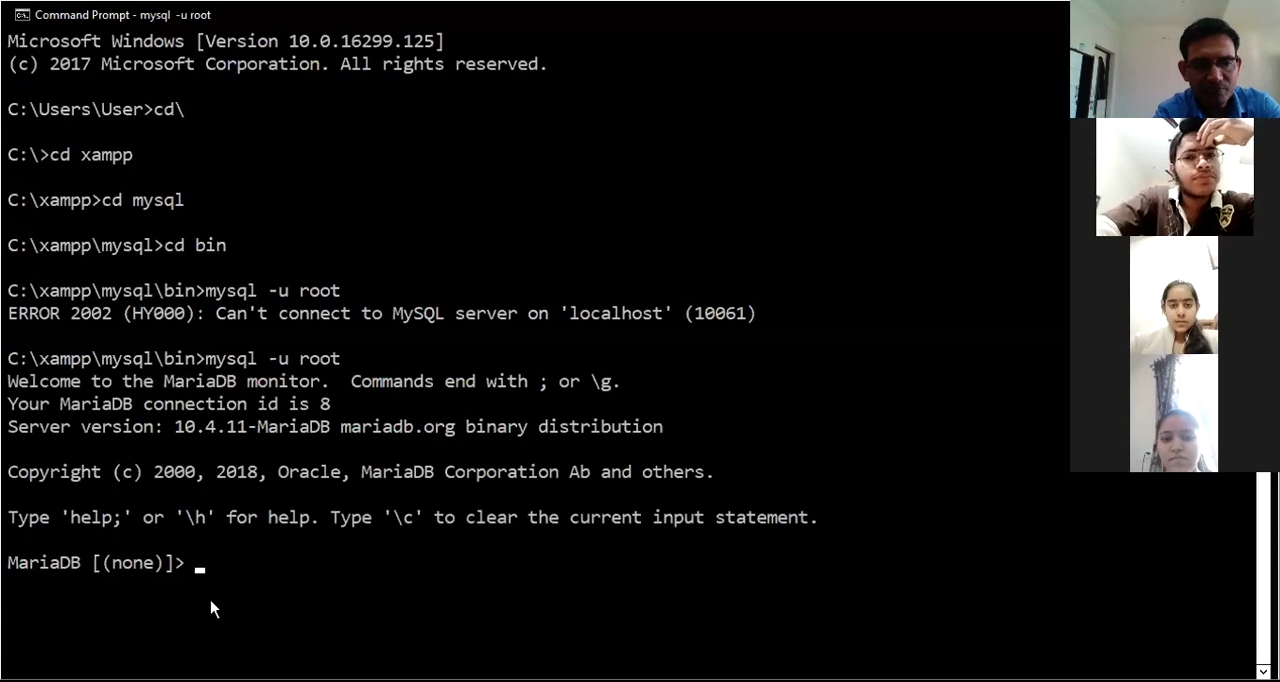 Command Prompt - mysql -u root
Microsoft Windows [Version 10.0.16299.125]
(c) 2017 Microsoft Corporation. All rights reserved.
C:\Users\User>cd\
C:\>cd xampp
C:\xampp>cd mysql
C:\xampp\mysql>cd bin
C:\xampp\mysql\bin>mysql -u root
ERROR 2002 (HY000): Can't connect to MySQL server on 'localhost' (10061)
C:\xampp\mysql\bin>mysql -u root
Welcome to the MariaDB monitor.  Commands end with ; or \g.
Your MariaDB connection id is 8
Server version: 10.4.11-MariaDB mariadb.org binary distribution
Copyright (c) 2000, 2018, Oracle, MariaDB Corporation Ab and others.
Type 'help;' or '\h' for help. Type '\c' to clear the current input statement.
MariaDB [(none)]>